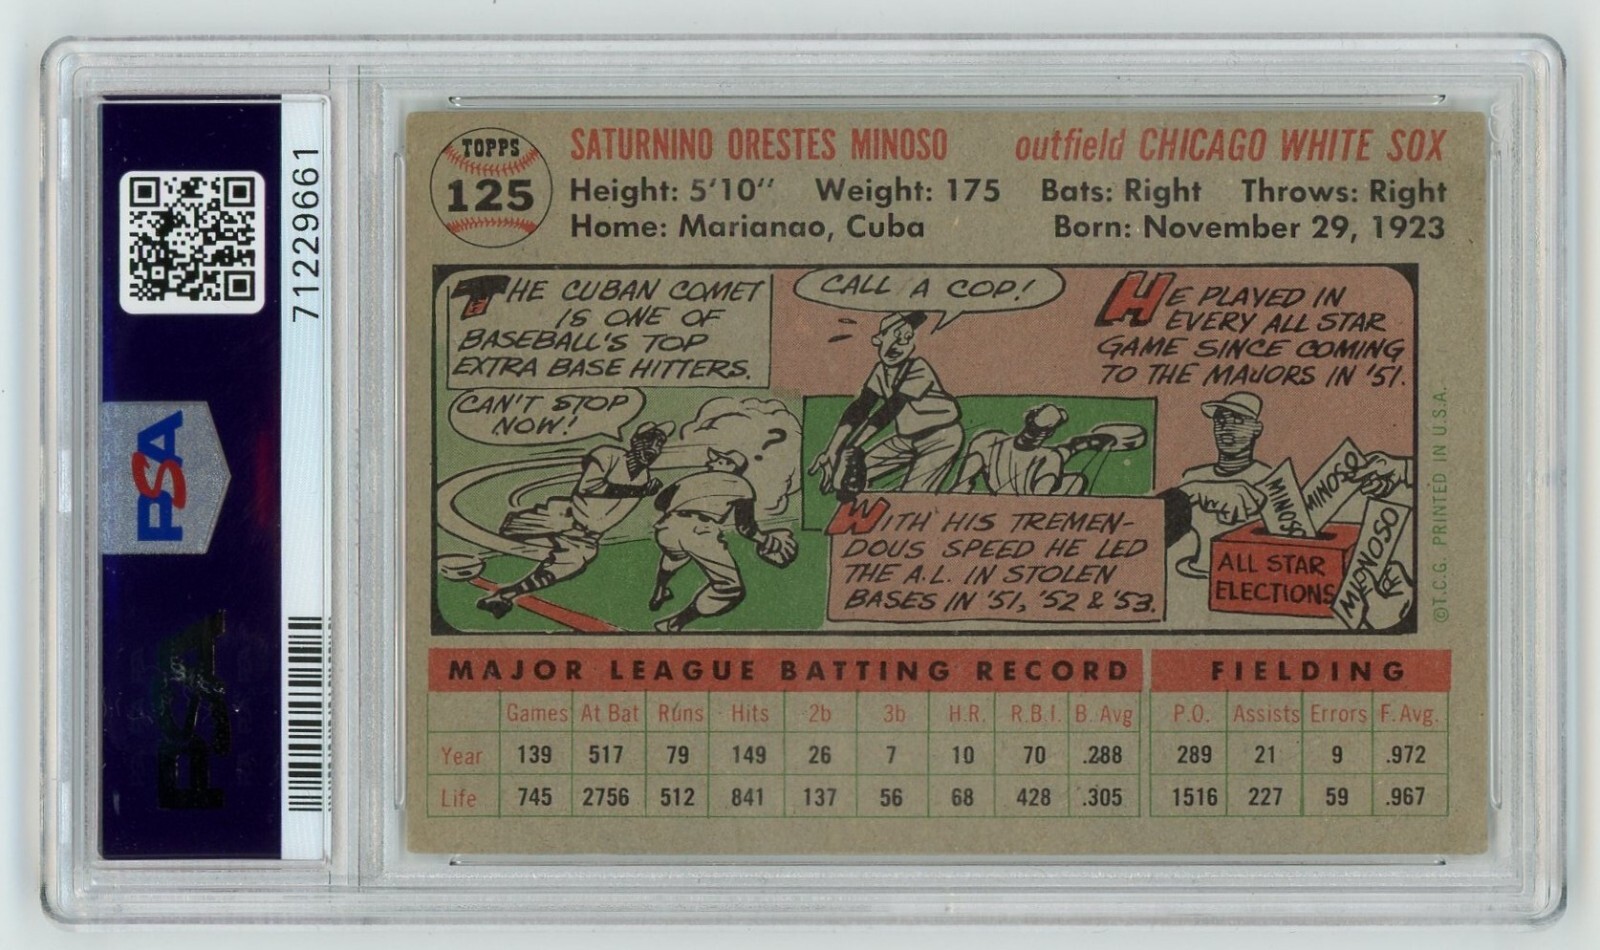 71229661
PSA
PSA
TOPPS
125
SATURNINO ORESTES MINOSO outfield CHICAGO WHITE SOX
Height: 5'10" Weight: 175 Bats: Right Throws: Right
Home: Marianao, Cuba Born: November 29, 1923
THE CUBAN COMET
IS ONE OF
BASEBALL'S TOP
EXTRA BASE HITTERS.
CAN'T STOP
NOW!
?
CALL A COP!
WITH HIS TREMEN-
DOUS SPEED HE LED
THE A.L. IN STOLEN
BASES IN '51, '52 & '53.
HE PLAYED IN
EVERY ALL STAR
GAME SINCE COMING
TO THE MAJORS IN '51.
MINOSO
MINOSO
MINOSO
ALL STAR
ELECTIONS
©T.C.G. PRINTED IN U.S.A.
MAJOR LEAGUE BATTING RECORD FIELDING
Games At Bat Runs Hits 2b 3b H.R. R.B.I. B. Avg P.O. Assists Errors F. Avg.
Year 139 517 79 149 26 7 10 70 .288 289 21 9 .972
Life 745 2756 512 841 137 56 68 428 .305 1516 227 59 .967